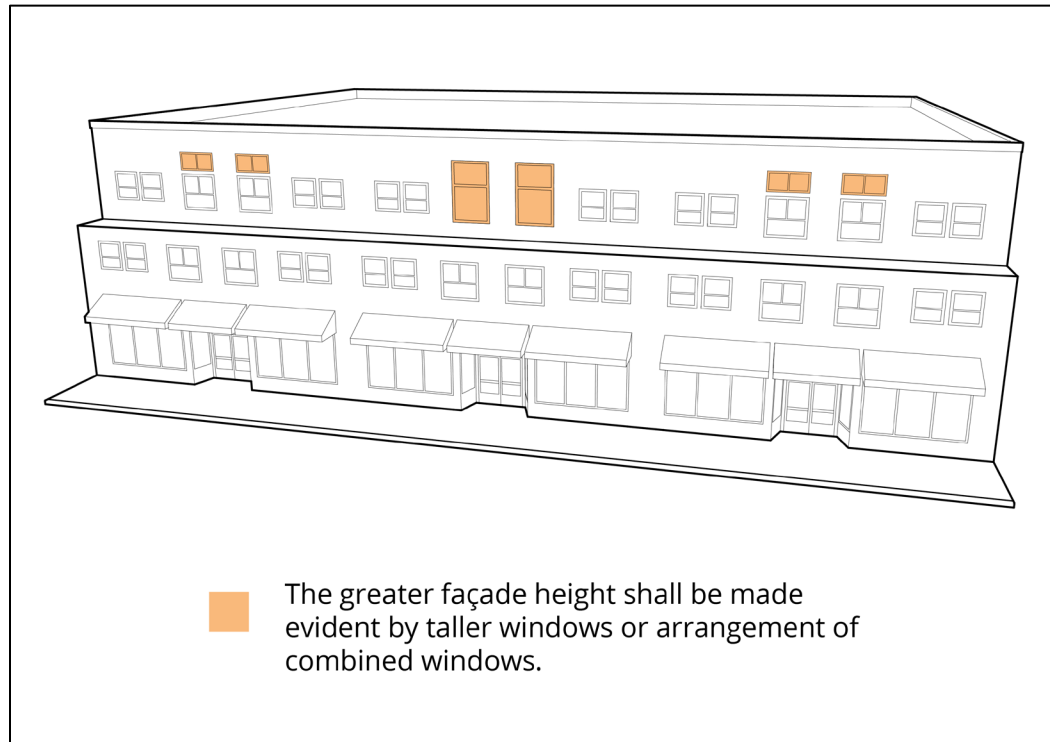 The greater façade height shall be made
evident by taller windows or arrangement of
combined windows.